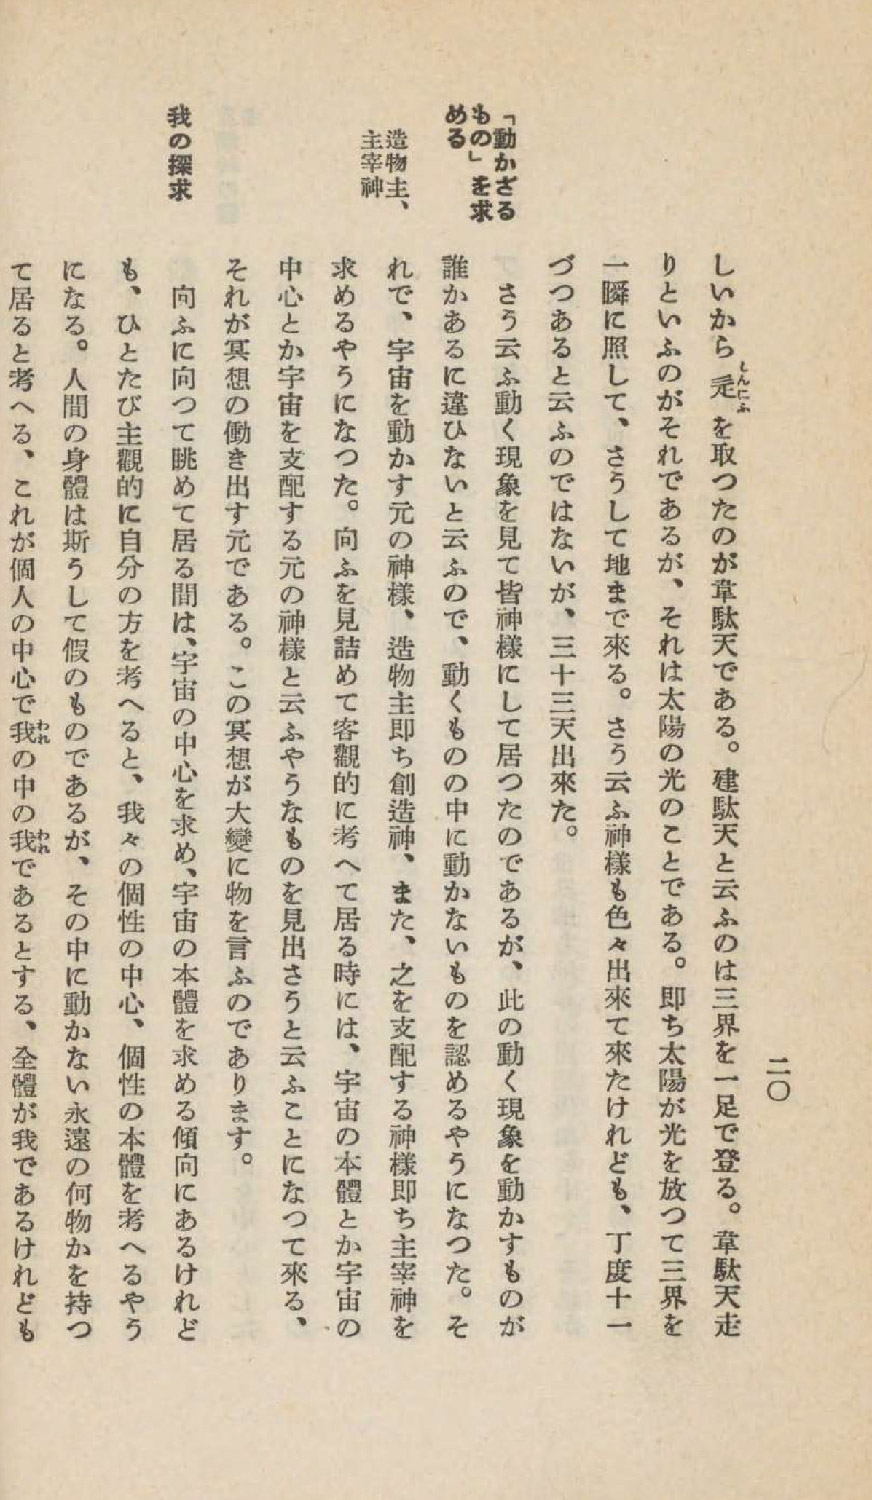 二〇
しいから辵を取つたのが韋駄天である。建駄天と云ふのは三界を一足で登る。韋駄天走
とんにふ
りといふのがそれであるが、それは太陽の光のことである。卽ち太陽が光を放つて三界を
一瞬に照して、さうして地まで來る。さう云ふ神様も色々出來て來たけれども、丁度十一
づつあると云ふのではないが、三十三天出來た。
「動かざる
もの」を求
める
さう云ふ動く現象を見て皆神様にして居つたのであるが、此の動く現象を動かすものが
誰かあるに違ひないと云ふので、動くものの中に動かないものを認めるやうになつた。そ
造物主、
主宰神
れで、宇宙を動かす元の神様、造物主卽ち創造神、また、之を支配する神様卽ち主宰神を
求めるやうになつた。向ふを見詰めて客觀的に考へて居る時には、宇宙の本體とか宇宙の
中心とか宇宙を支配する元の神様と云ふやうなものを見出さうと云ふことになつて來る、
それが冥想の働き出す元である。この冥想が大變に物を言ふのであります。
我の探求
向ふに向つて眺めて居る間は、宇宙の中心を求め、宇宙の本體を求める傾向にあるけれど
も、ひとたび主觀的に自分の方を考へると、我々の個性の中心、個性の本體を考へるやう
になる。人間の身體は斯うして假のものであるが、その中に動かない永遠の何物かを持つ
て居ると考へる、これが個人の中心で我の中の我であるとする、全體が我であるけれども
われ
われ